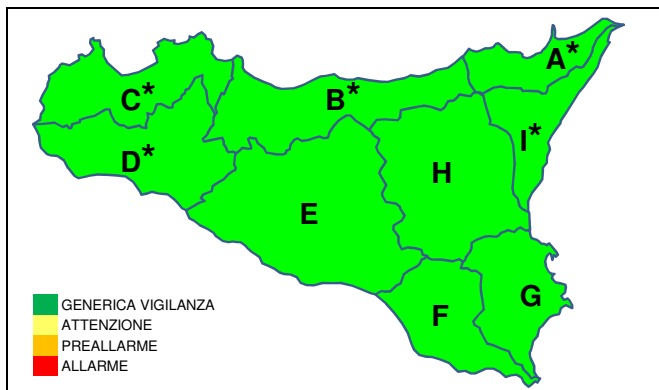 A*
C*
B*
I*
D*
H
E
G
F
GENERICA VIGILANZA
ATTENZIONE
PREALLARME
ALLARME